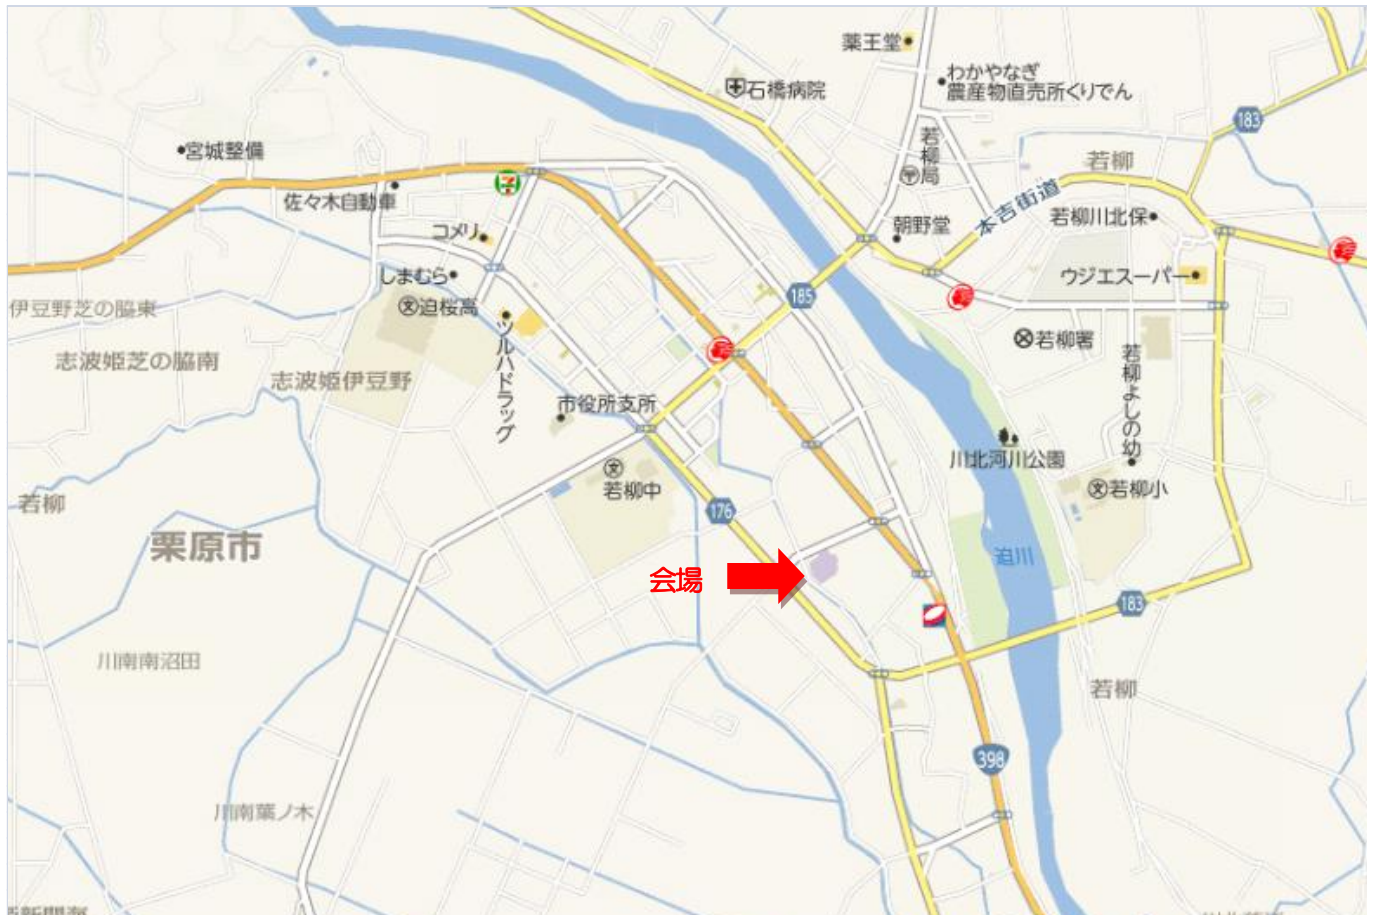 薬王堂
わかやなぎ
農産物直売所くりでん
石橋病院
183
宮城整備
若柳局
〒
若柳
佐々木自動車
7
本吉街道
若柳川北保
コメリ
朝野堂
しまむら
ウジエスーパー
185
伊豆野芝の脇東
文迫桜高
ツルハドラッグ
若柳署
志波姫芝の脇南
志波姫伊豆野
若柳よしの幼
市役所支所
川北河川公園
文
若柳中
文若柳小
若柳
176
栗原市
迫川
会場
183
川南南沼田
若柳
398
川南葉ノ木